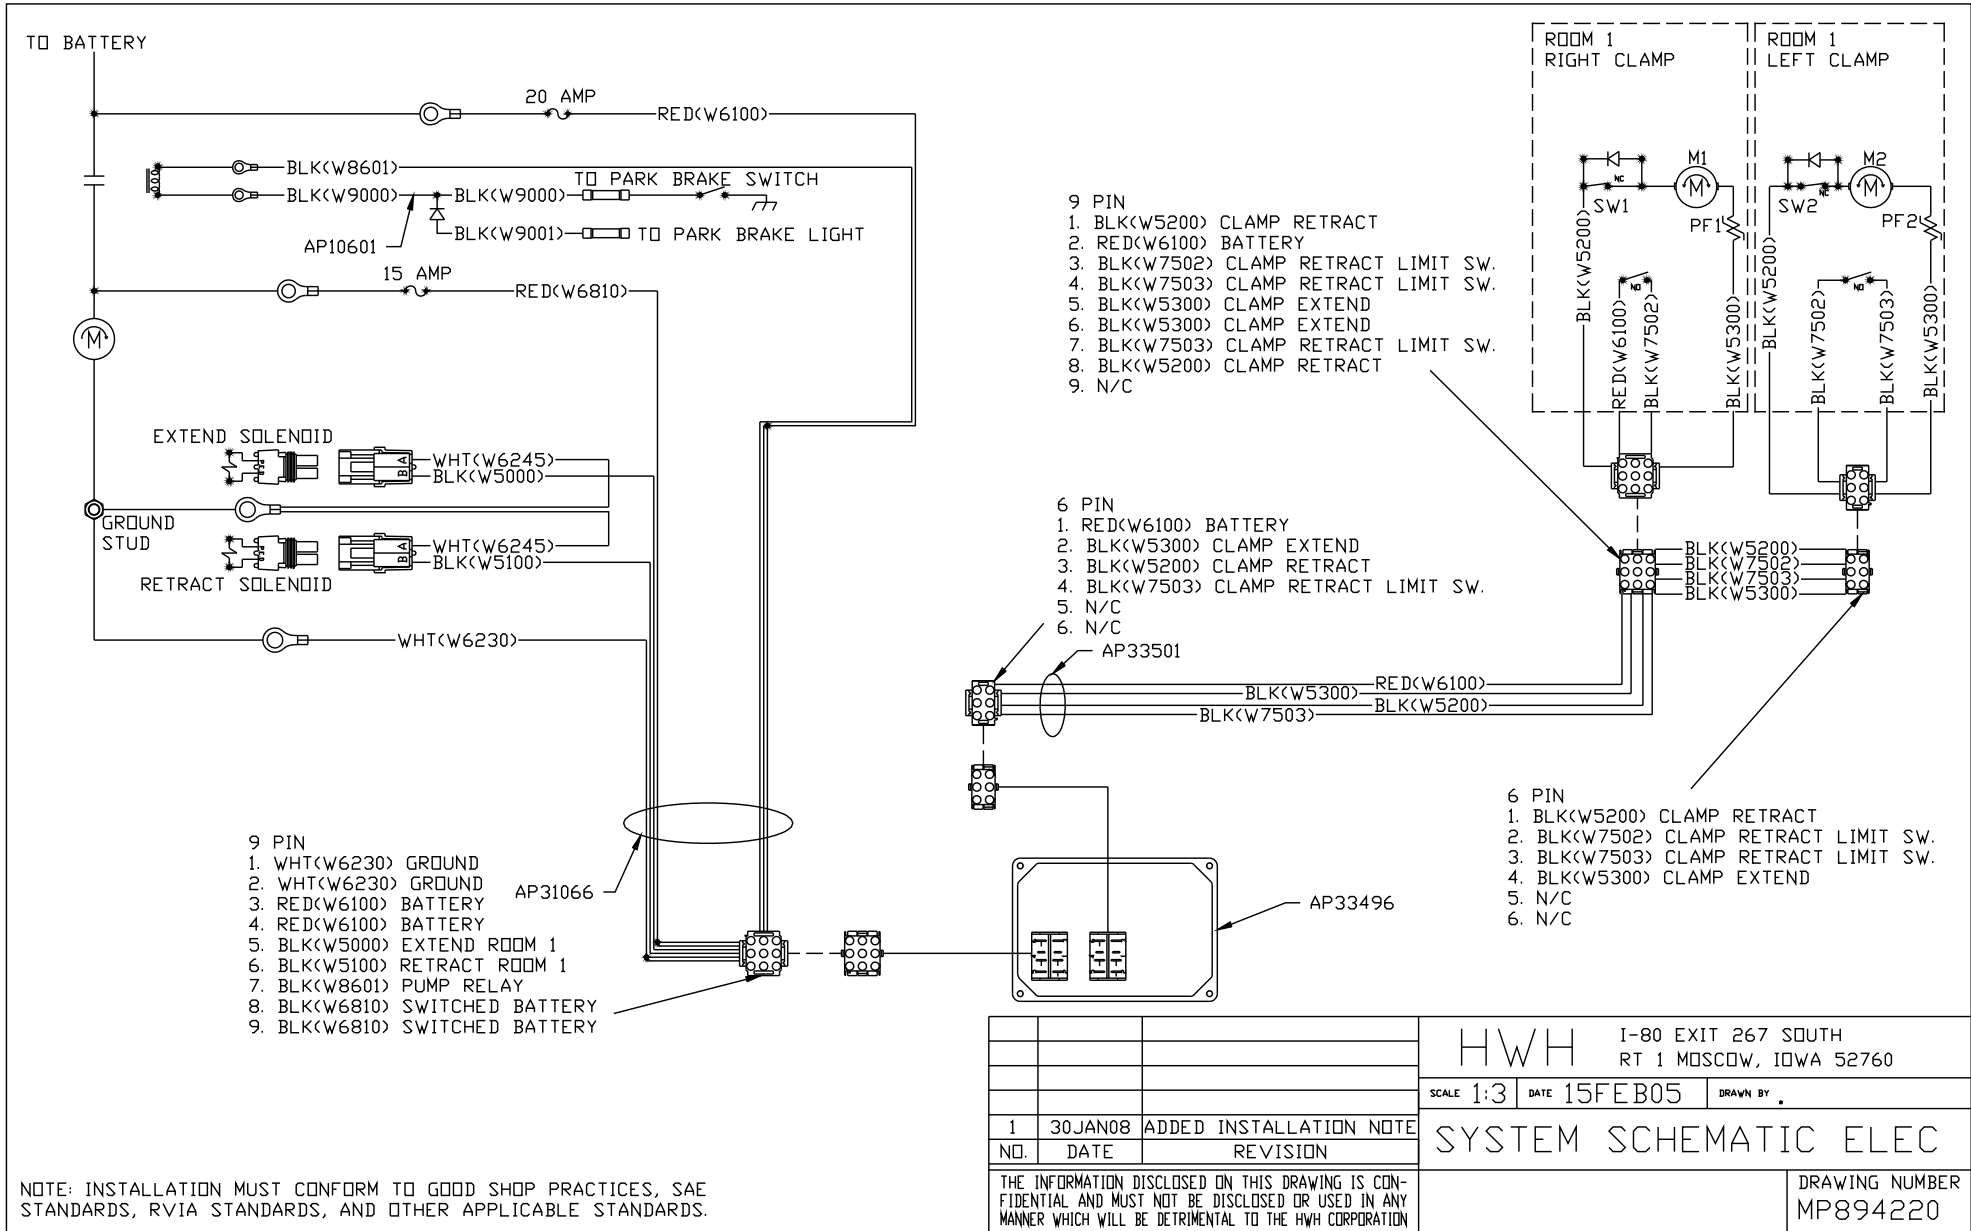 TO BATTERY
20 AMP
RED(W6100)
BLK(W8601)
BLK(W9000)
BLK(W9000)
TO PARK BRAKE SWITCH
BLK(W9001)
TO PARK BRAKE LIGHT
AP10601
15 AMP
RED(W6810)
M
EXTEND SOLENOID
A
B
WHT(W6245)
BLK(W5000)
GROUND
STUD
A
B
WHT(W6245)
BLK(W5100)
RETRACT SOLENOID
WHT(W6230)
9 PIN
1. WHT(W6230) GROUND
2. WHT(W6230) GROUND
3. RED(W6100) BATTERY
4. RED(W6100) BATTERY
5. BLK(W5000) EXTEND ROOM 1
6. BLK(W5100) RETRACT ROOM 1
7. BLK(W8601) PUMP RELAY
8. BLK(W6810) SWITCHED BATTERY
9. BLK(W6810) SWITCHED BATTERY
AP31066
9 PIN
1. BLK(W5200) CLAMP RETRACT
2. RED(W6100) BATTERY
3. BLK(W7502) CLAMP RETRACT LIMIT SW.
4. BLK(W7503) CLAMP RETRACT LIMIT SW.
5. BLK(W5300) CLAMP EXTEND
6. BLK(W5300) CLAMP EXTEND
7. BLK(W7503) CLAMP RETRACT LIMIT SW.
8. BLK(W5200) CLAMP RETRACT
9. N/C
ROOM 1
RIGHT CLAMP
M1
M
NC
SW1
PF1
NO
BLK(W5200)
RED(W6100)
BLK(W7502)
BLK(W5300)
ROOM 1
LEFT CLAMP
M2
M
NC
SW2
PF2
NO
BLK(W5200)
BLK(W7502)
BLK(W7503)
BLK(W5300)
6 PIN
1. RED(W6100) BATTERY
2. BLK(W5300) CLAMP EXTEND
3. BLK(W5200) CLAMP RETRACT
4. BLK(W7503) CLAMP RETRACT LIMIT SW.
5. N/C
6. N/C
AP33501
BLK(W5200)
BLK(W7502)
BLK(W7503)
BLK(W5300)
RED(W6100)
BLK(W5300)
BLK(W5200)
BLK(W7503)
6 PIN
1. BLK(W5200) CLAMP RETRACT
2. BLK(W7502) CLAMP RETRACT LIMIT SW.
3. BLK(W7503) CLAMP RETRACT LIMIT SW.
4. BLK(W5300) CLAMP EXTEND
5. N/C
6. N/C
AP33496
1 30JAN08 ADDED INSTALLATION NOTE
NO. DATE REVISION
THE INFORMATION DISCLOSED ON THIS DRAWING IS CON-
FIDENTIAL AND MUST NOT BE DISCLOSED OR USED IN ANY
MANNER WHICH WILL BE DETRIMENTAL TO THE HWH CORPORATION
HWH
I-80 EXIT 267 SOUTH
RT 1 MOSCOW, IOWA 52760
SCALE 1:3 DATE 15FEB05 DRAWN BY .
SYSTEM SCHEMATIC ELEC
DRAWING NUMBER
MP894220
NOTE: INSTALLATION MUST CONFORM TO GOOD SHOP PRACTICES, SAE
STANDARDS, RVIA STANDARDS, AND OTHER APPLICABLE STANDARDS.